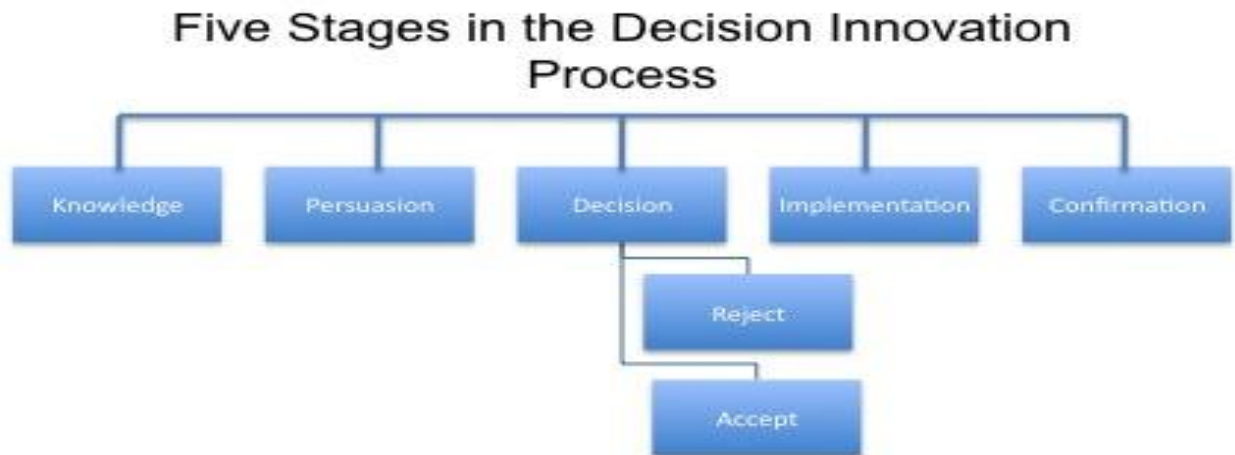 Five Stages in the Decision Innovation
Process
Knowledge
Persuasion
Decision
Implementation
Confirmation
Reject
Accept